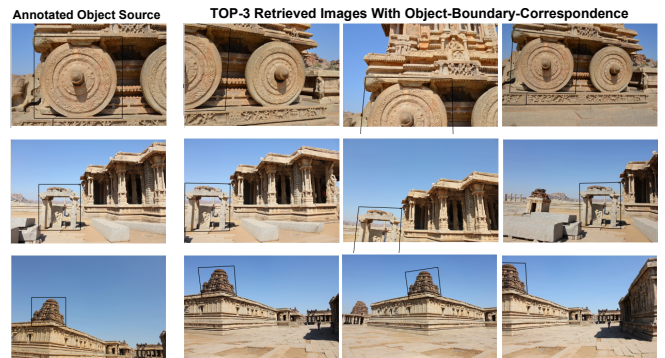 Annotated Object Source
TOP-3 Retrieved Images With Object-Boundary-Correspondence